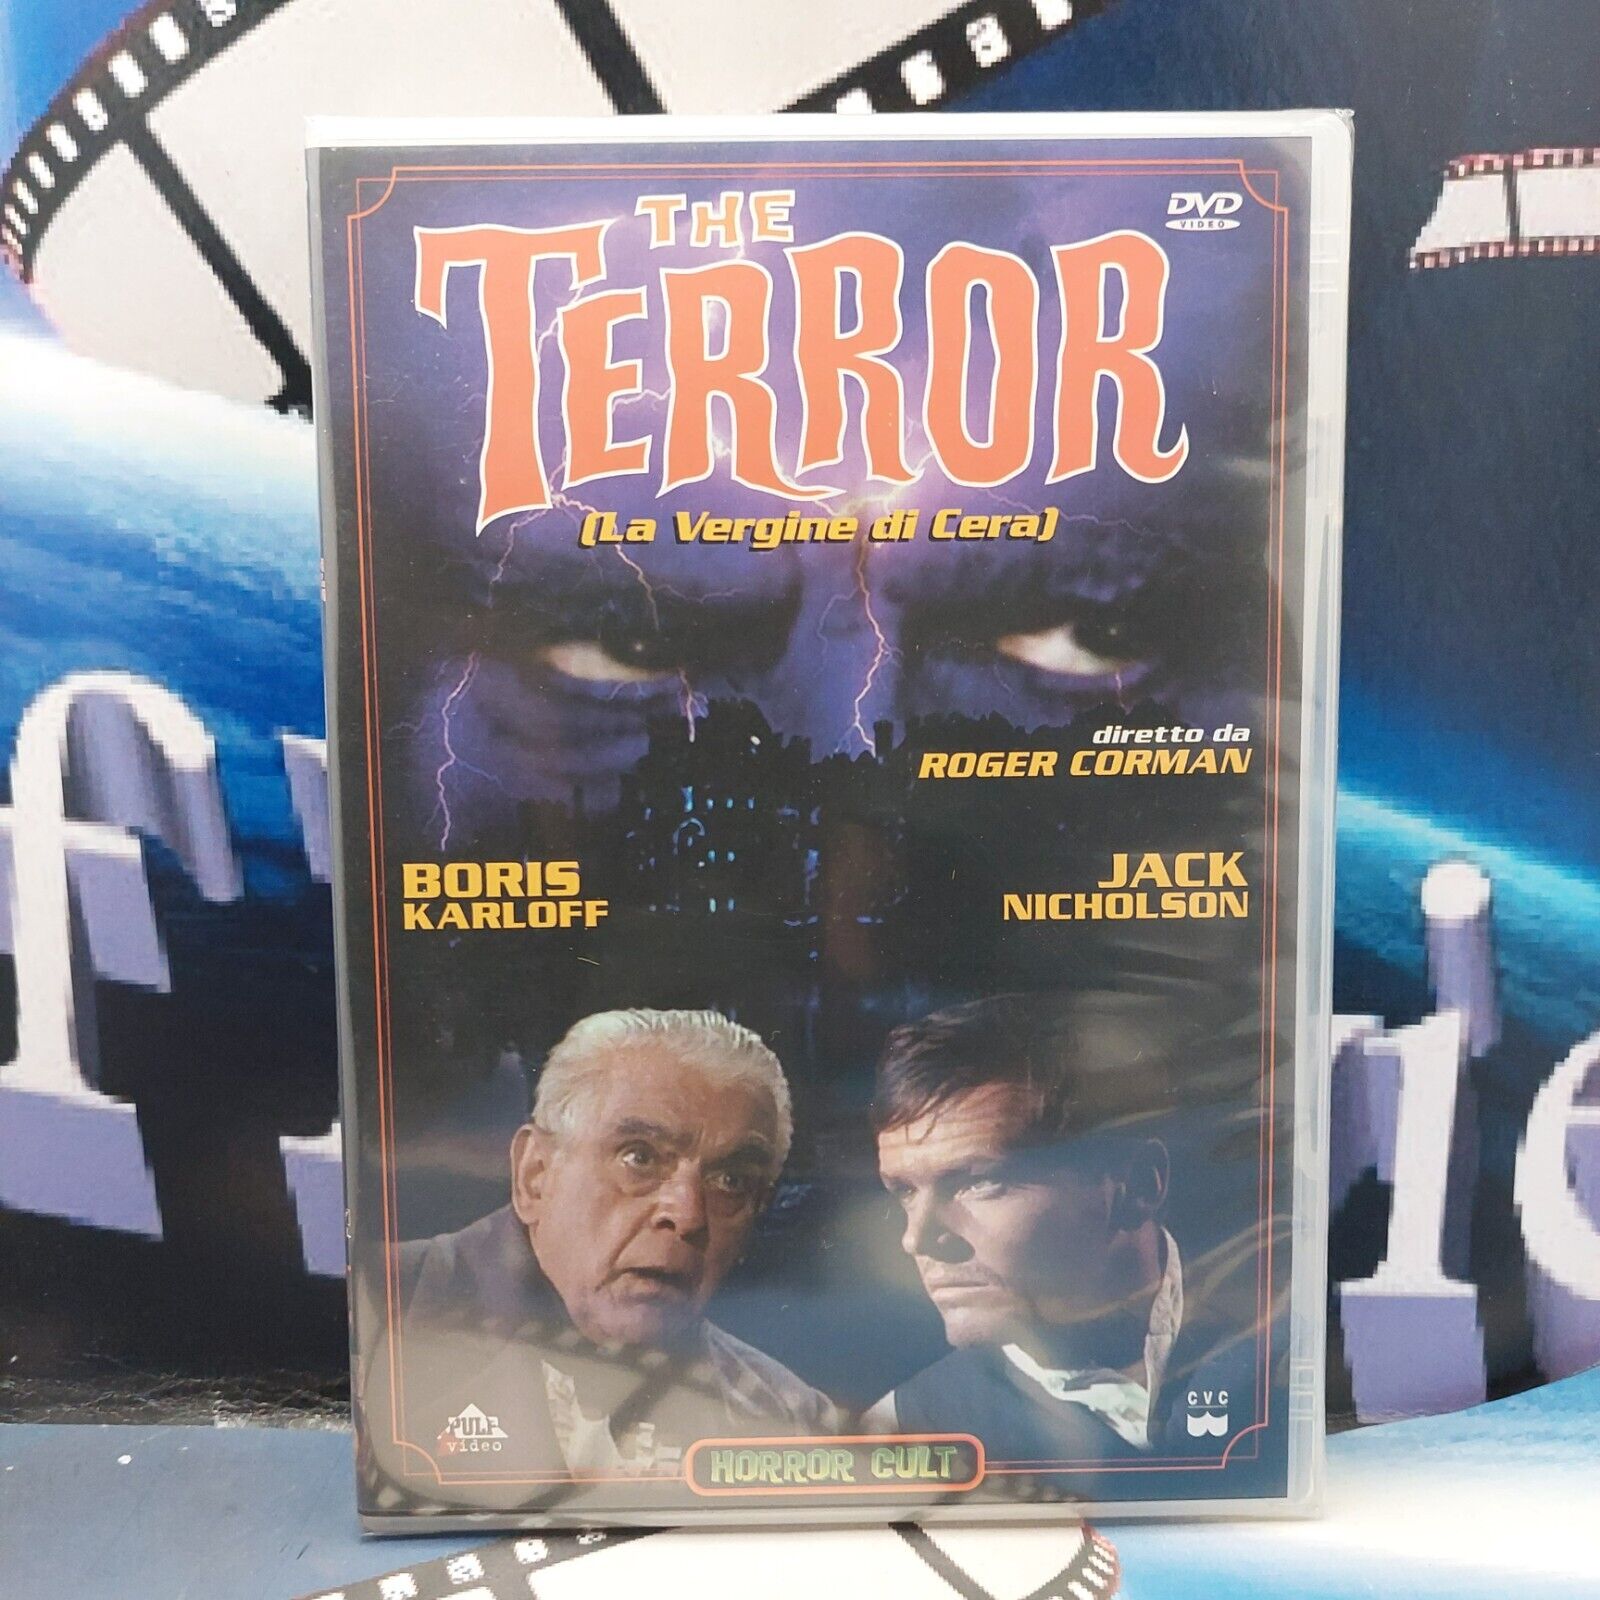 THE
TERROR
(La Vergine di Cera)
DVD
VIDEO
diretto da
ROGER CORMAN
BORIS
KARLOFF
JACK
NICHOLSON
PULP
video
CVC
HORROR CULT